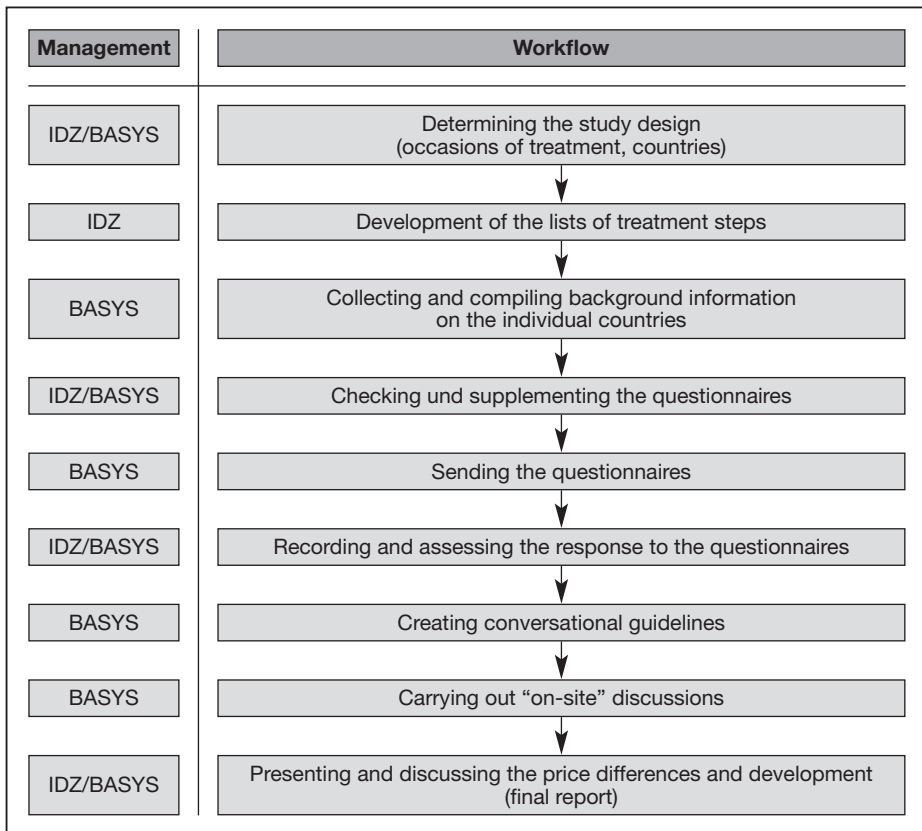 Management
Workflow
IDZ/BASYS
Determining the study design
(occasions of treatment, countries)
IDZ
Development of the lists of treatment steps
BASYS
Collecting and compiling background information
on the individual countries
IDZ/BASYS
Checking und supplementing the questionnaires
BASYS
Sending the questionnaires
IDZ/BASYS
Recording and assessing the response to the questionnaires
BASYS
Creating conversational guidelines
BASYS
Carrying out “on-site” discussions
IDZ/BASYS
Presenting and discussing the price differences and development
(final report)